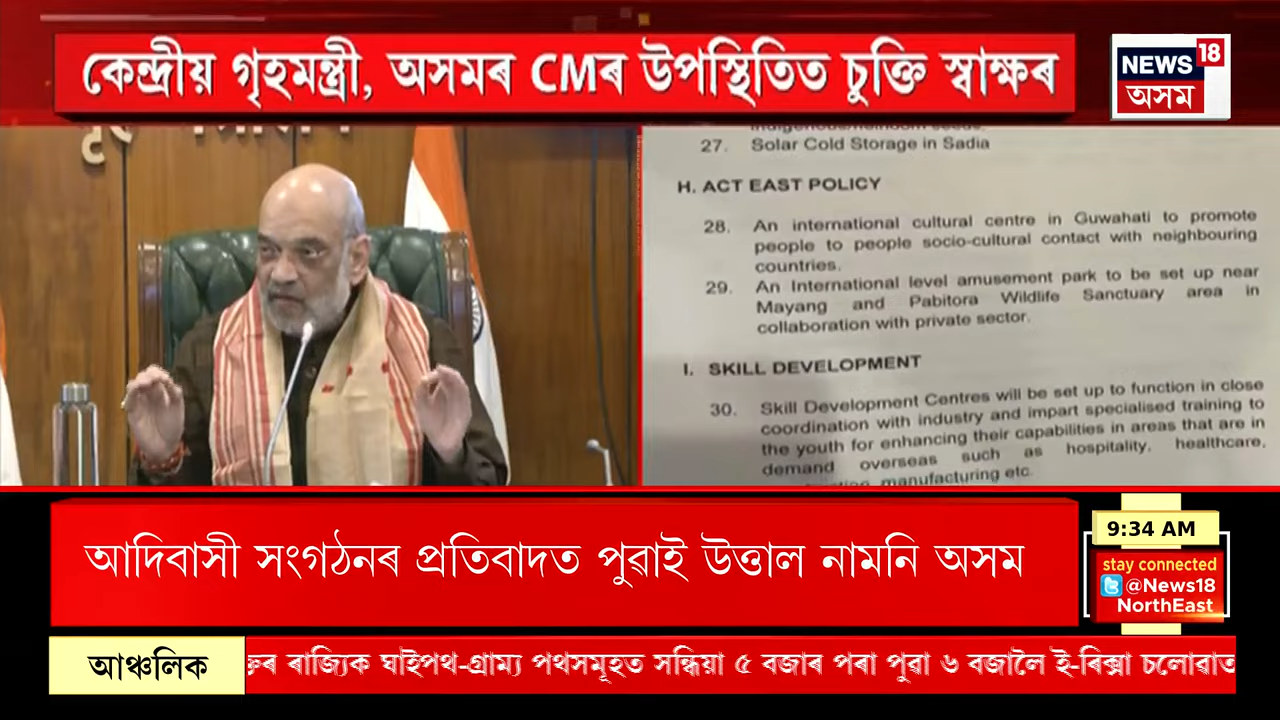 কেন্দ্ৰীয় গৃহমন্ত্ৰী, অসমৰ CMৰ উপস্থিতিত চুক্তি স্বাক্ষৰ
NEWS 18
অসম
27. Solar Cold Storage in Sadia
H. ACT EAST POLICY
28. An international cultural centre in Guwahati to promote
people to people socio-cultural contact with neighbouring
countries.
29. An International level amusement park to be set up near
Mayang and Pabitora Wildlife Sanctuary area in
collaboration with private sector.
I. SKILL DEVELOPMENT
30. Skill Development Centres will be set up to function in close
coordination with industry and impart specialised training to
the youth for enhancing their capabilities in areas that are in
demand overseas such as hospitality, healthcare,
manufacturing etc.
আদিবাসী সংগঠনৰ প্ৰতিবাদত পুৱাই উত্তাল নামনি অসম
9:34 AM
stay connected
@News18
NorthEast
আঞ্চলিক
ৰাজ্যিক ঘাইপথ-গ্ৰাম্য পথসমূহত সন্ধিয়া ৫ বজাৰ পৰা পুৱা ৬ বজালৈ ই-ৰিক্সা চলোৱাত